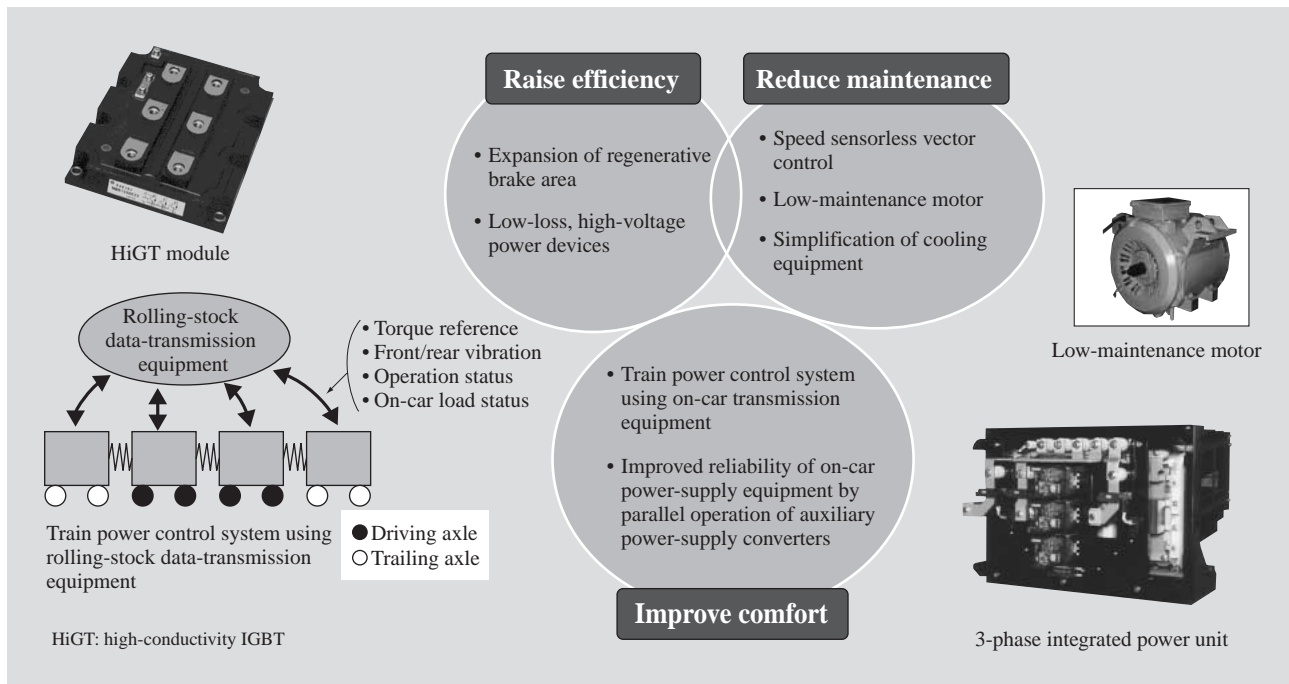 Raise efficiency
Reduce maintenance
• Expansion of regenerative
brake area
• Low-loss, high-voltage
power devices
• Speed sensorless vector
control
• Low-maintenance motor
• Simplification of cooling
equipment
HiGT module
Rolling-stock
data-transmission
equipment
• Torque reference
• Front/rear vibration
• Operation status
• On-car load status
Low-maintenance motor
• Train power control system
using on-car transmission
equipment
• Improved reliability of on-car
power-supply equipment by
parallel operation of auxiliary
power-supply converters
Train power control system using
rolling-stock data-transmission
equipment
Driving axle
Trailing axle
Improve comfort
HiGT: high-conductivity IGBT
3-phase integrated power unit